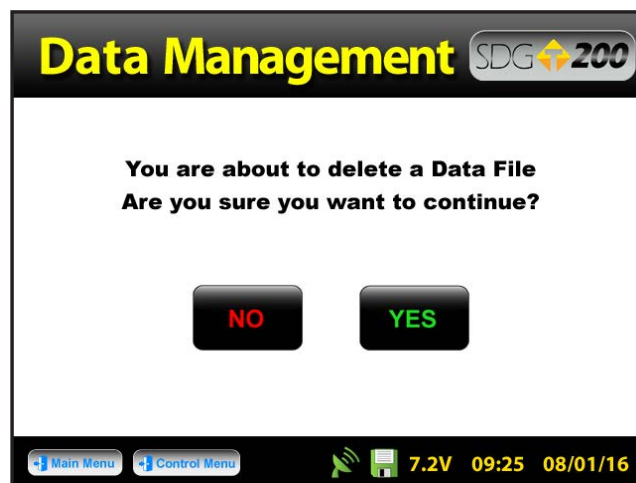 Data Management SDG 200
You are about to delete a Data File
Are you sure you want to continue?
NO YES
Main Menu Control Menu 7.2V 09:25 08/01/16